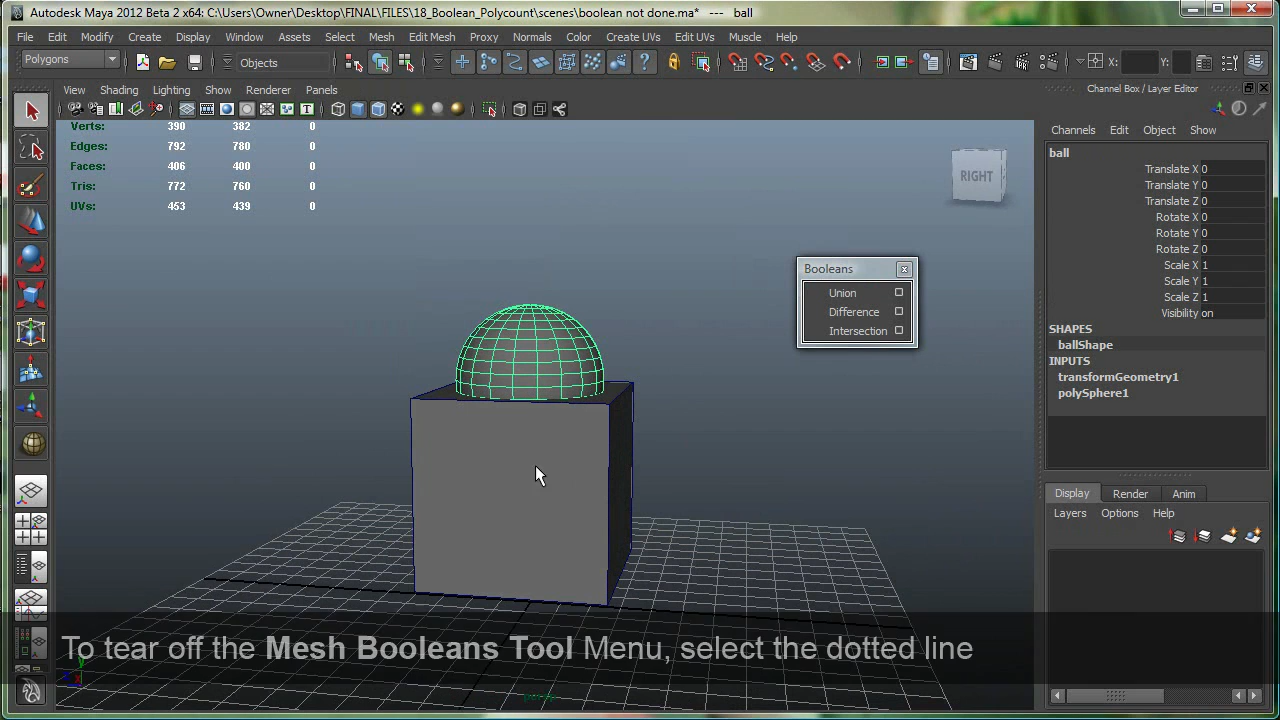 Autodesk Maya 2012 Beta 2 x64: C:\Users\Owner\Desktop\FINAL\FILES\18_Boolean_Polycount\scenes\boolean not done.ma* --- ball
File Edit Modify Create Display Window Assets Select Mesh Edit Mesh Proxy Normals Color Create UVs Edit UVs Muscle Help
Polygons Objects X: Y:
View Shading Lighting Show Renderer Panels
Channel Box / Layer Editor
Channels Edit Object Show
Verts: 390 382 0
Edges: 792 780 0
Faces: 406 400 0
Tris: 772 760 0
UVs: 453 439 0
RIGHT
Booleans
Union
Difference
Intersection
ball
Translate X 0
Translate Y 0
Translate Z 0
Rotate X 0
Rotate Y 0
Rotate Z 0
Scale X 1
Scale Y 1
Scale Z 1
Visibility on
SHAPES
ballShape
INPUTS
transformGeometry1
polySphere1
Display Render Anim
Layers Options Help
To tear off the Mesh Booleans Tool Menu, select the dotted line
y
x
persp